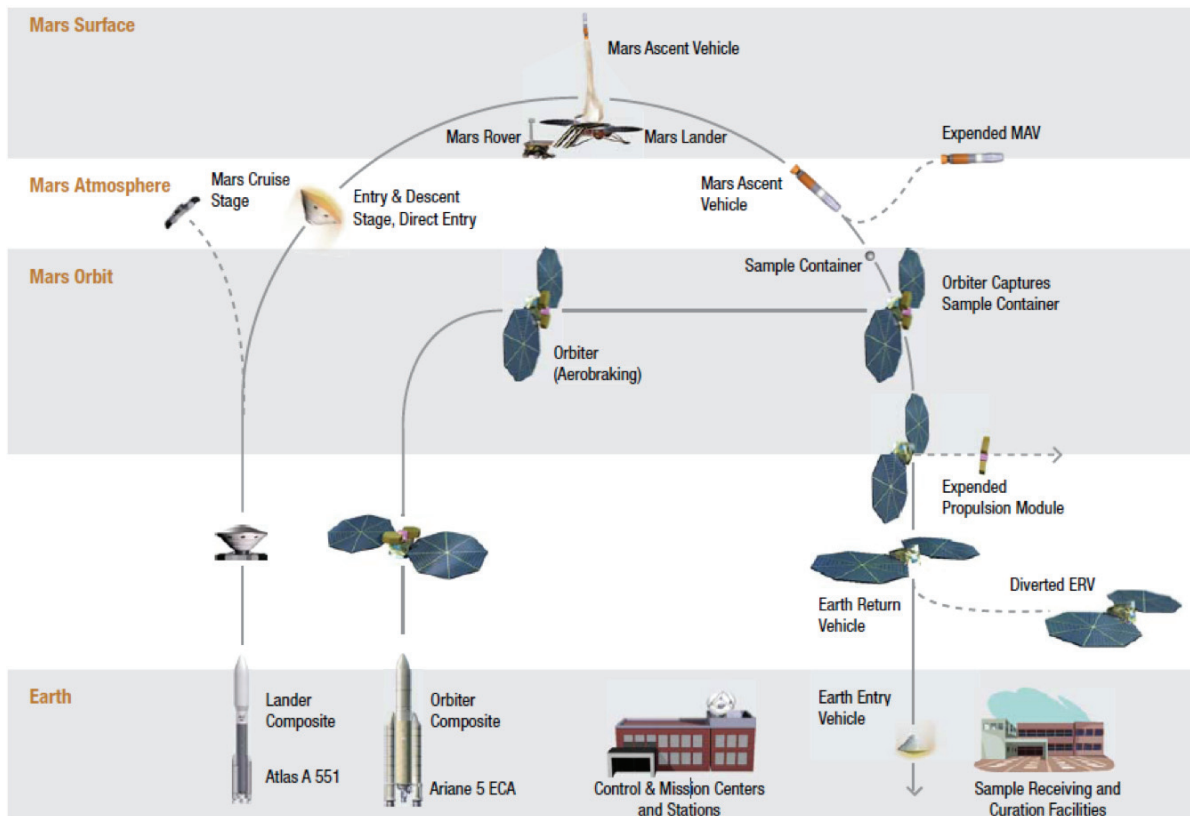 Mars Surface
Mars Ascent Vehicle
Mars Rover
Mars Lander
Expended MAV
Mars Atmosphere
Mars Cruise
Stage
Entry & Descent
Stage, Direct Entry
Mars Ascent
Vehicle
Mars Orbit
Sample Container
Orbiter Captures
Sample Container
Orbiter
(Aerobraking)
Expended
Propulsion Module
Earth Return
Vehicle
Diverted ERV
Earth
Lander
Composite
Atlas A 551
Orbiter
Composite
Ariane 5 ECA
Control & Mission Centers
and Stations
Earth Entry
Vehicle
Sample Receiving and
Curation Facilities